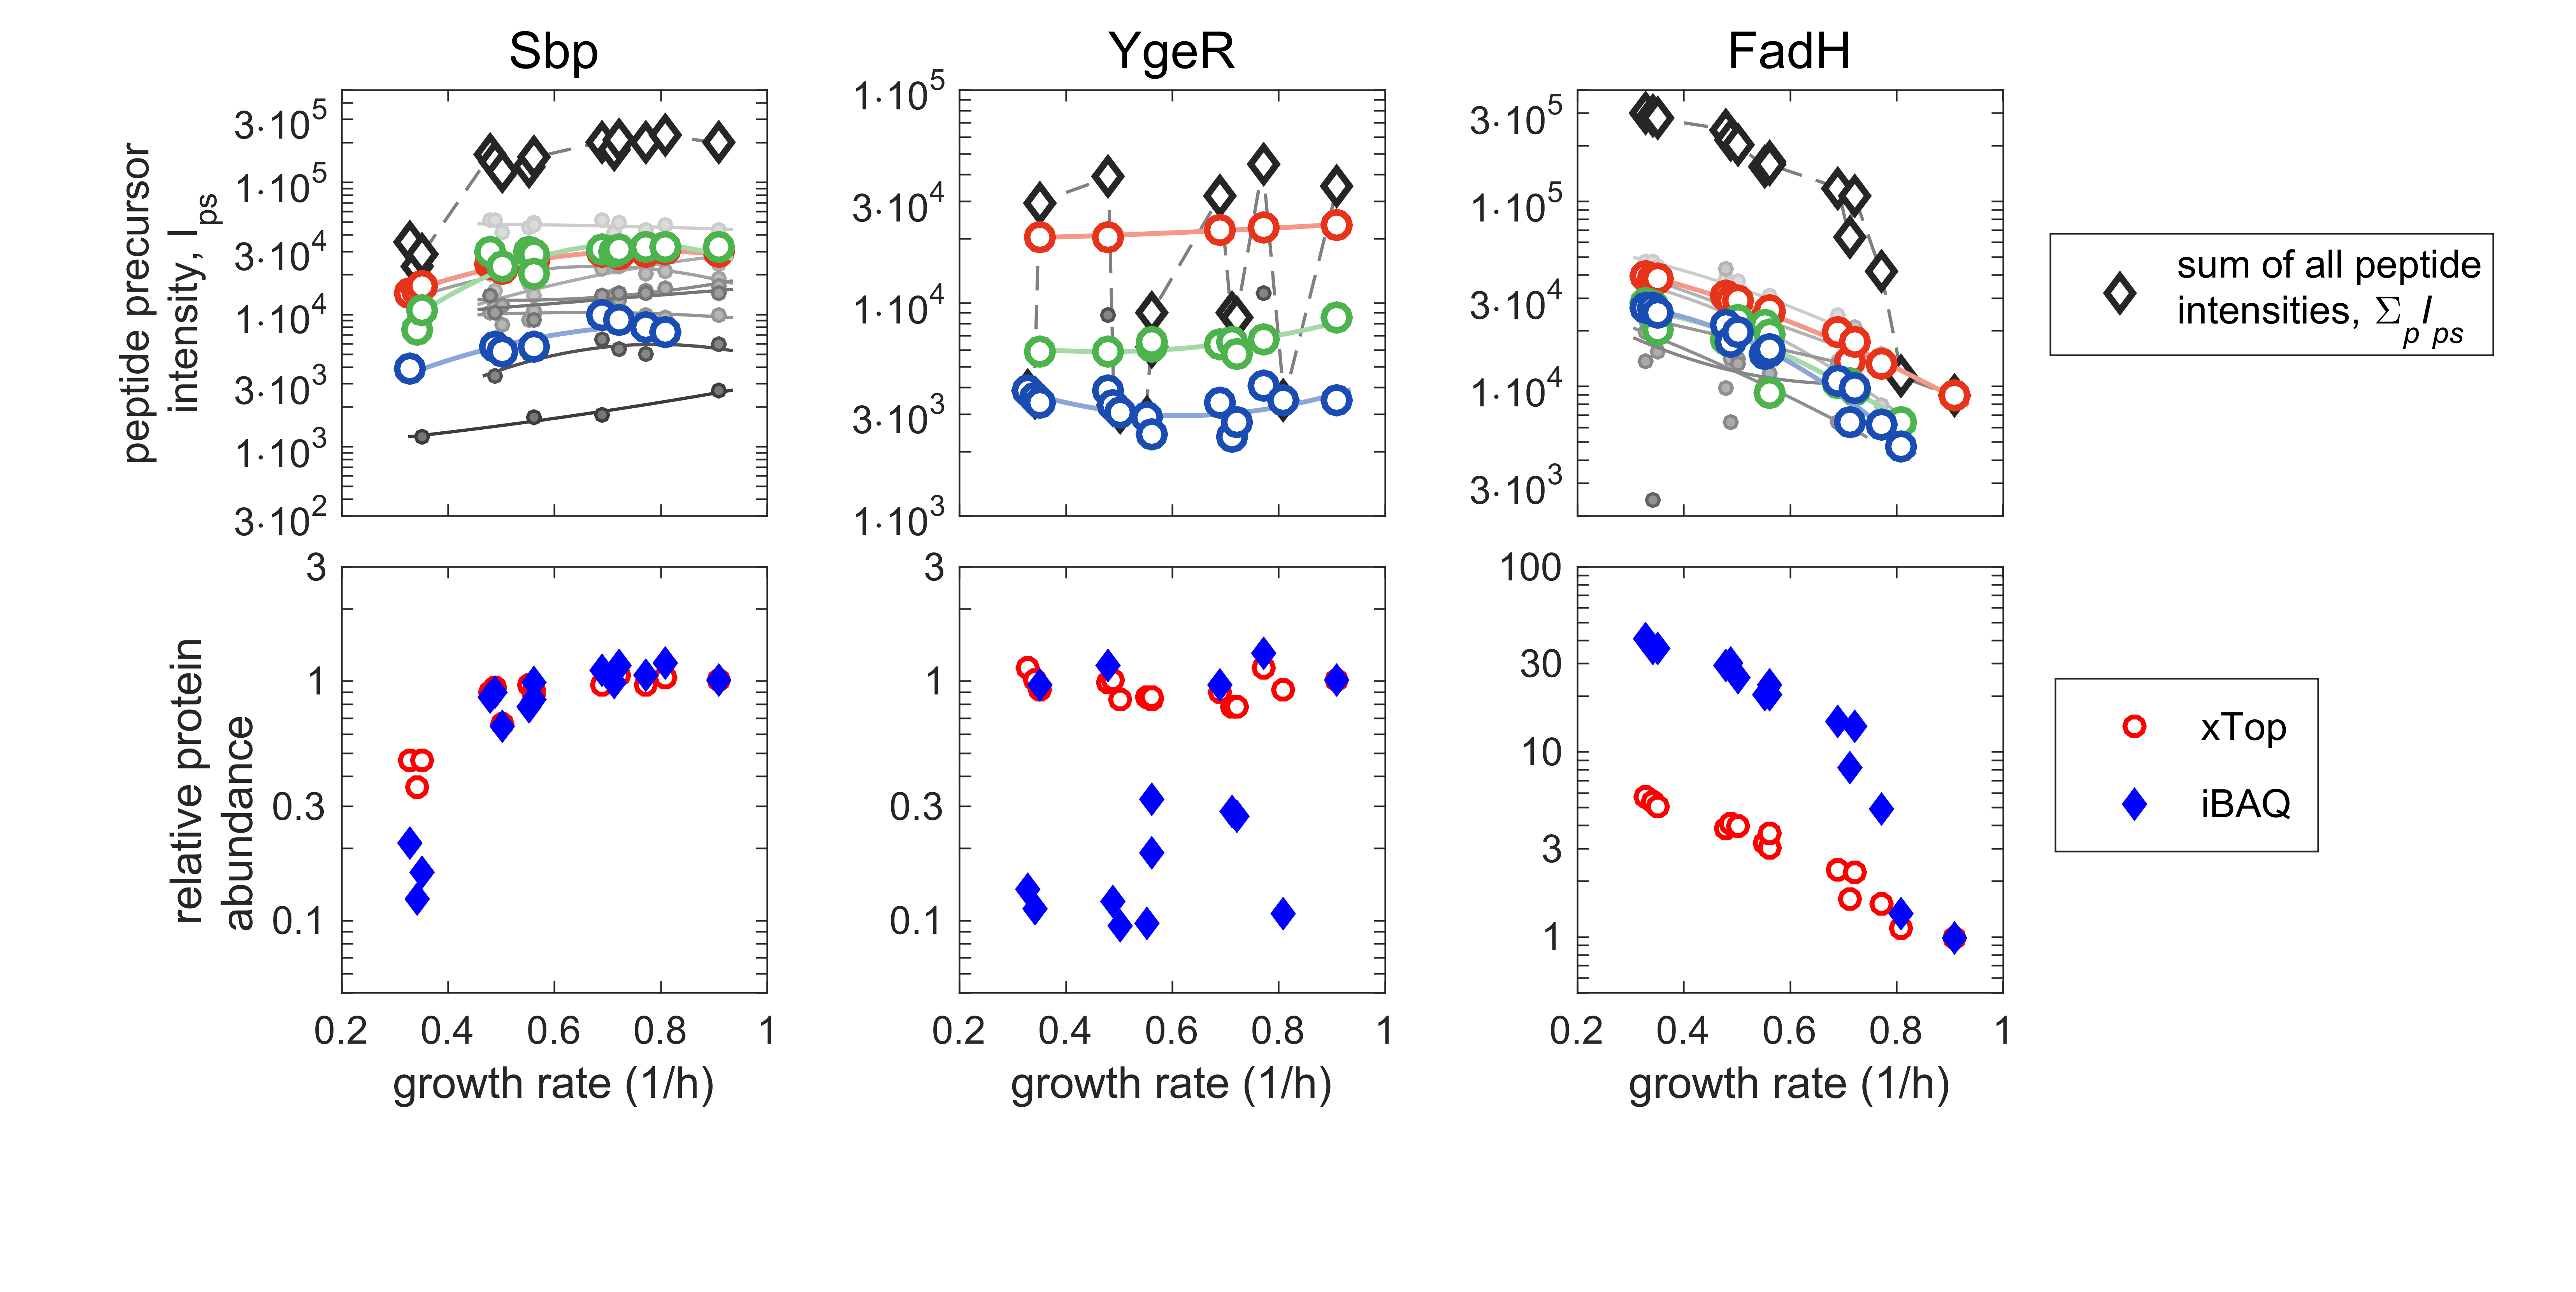 Sbp
YgeR
FadH
peptide precursor
intensity, I_ps
3·10^5
1·10^5
3·10^4
1·10^4
3·10^3
1·10^3
3·10^2
1·10^5
3·10^4
1·10^4
3·10^3
1·10^3
3·10^5
1·10^5
3·10^4
1·10^4
3·10^3
sum of all peptide
intensities, Σ_p I_ps
relative protein
abundance
3
1
0.3
0.1
3
1
0.3
0.1
100
30
10
3
1
xTop
iBAQ
0.2 0.4 0.6 0.8 1
0.2 0.4 0.6 0.8 1
0.2 0.4 0.6 0.8 1
growth rate (1/h)
growth rate (1/h)
growth rate (1/h)